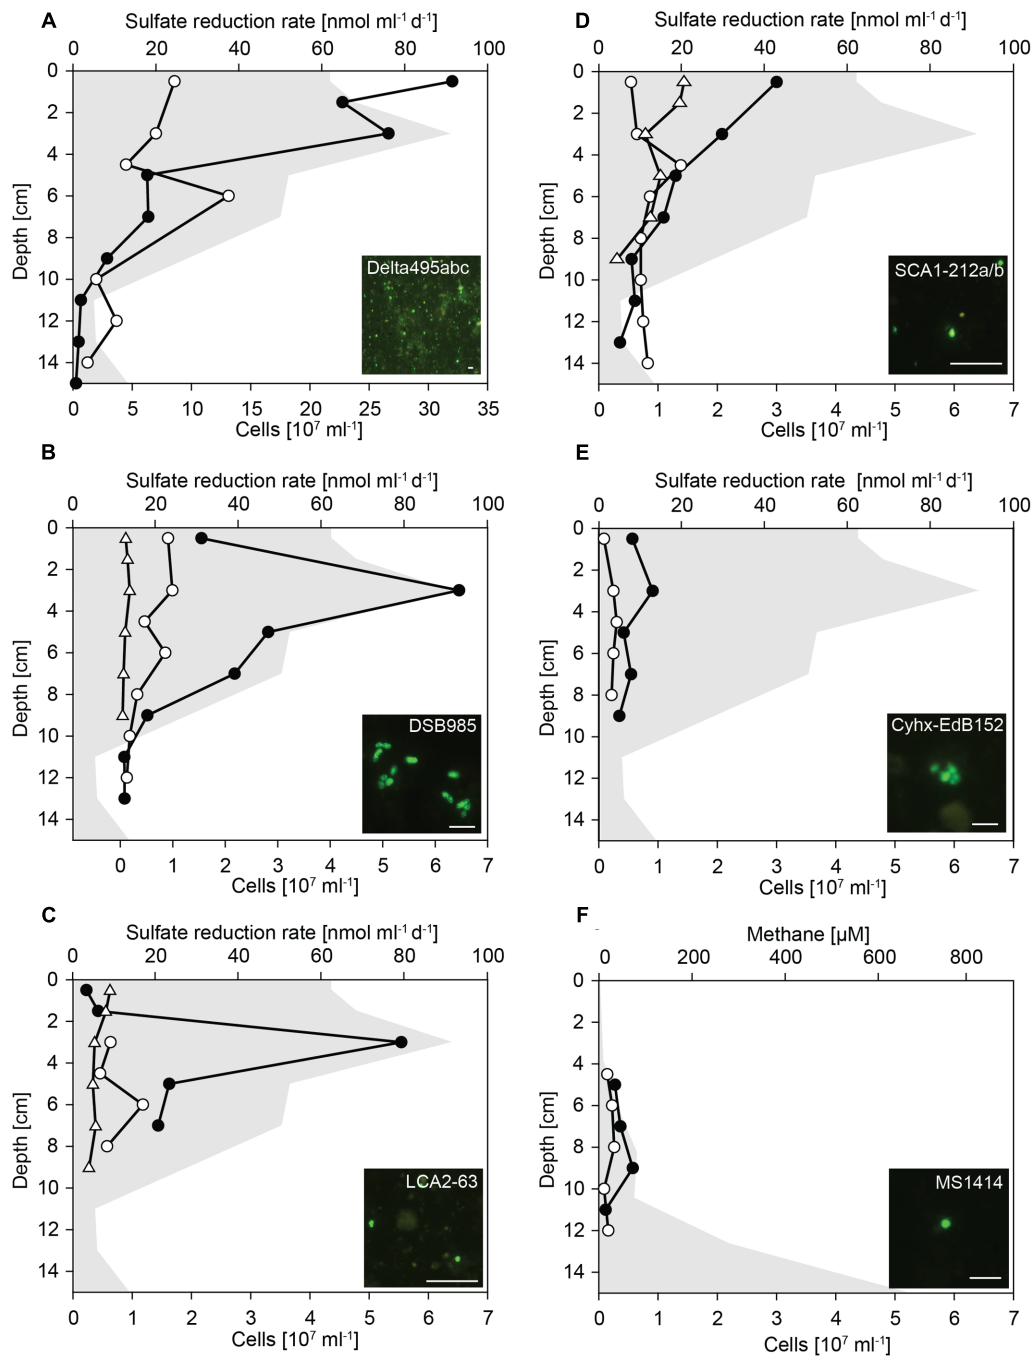 A
Sulfate reduction rate [nmol ml⁻¹ d⁻¹]
0 20 40 60 80 100
0
2
4
6
8
10
12
14
Depth [cm]
Delta495abc
0 5 10 15 20 25 30 35
Cells [10⁷ ml⁻¹]
B
Sulfate reduction rate [nmol ml⁻¹ d⁻¹]
0 20 40 60 80 100
0
2
4
6
8
10
12
14
Depth [cm]
DSB985
0 1 2 3 4 5 6 7
Cells [10⁷ ml⁻¹]
C
Sulfate reduction rate [nmol ml⁻¹ d⁻¹]
0 20 40 60 80 100
0
2
4
6
8
10
12
14
Depth [cm]
LCA2-63
0 1 2 3 4 5 6 7
Cells [10⁷ ml⁻¹]
D
Sulfate reduction rate [nmol ml⁻¹ d⁻¹]
0 20 40 60 80 100
0
2
4
6
8
10
12
14
Depth [cm]
SCA1-212a/b
0 1 2 3 4 5 6 7
Cells [10⁷ ml⁻¹]
E
Sulfate reduction rate [nmol ml⁻¹ d⁻¹]
0 20 40 60 80 100
0
2
4
6
8
10
12
14
Depth [cm]
Cyhx-EdB152
0 1 2 3 4 5 6 7
Cells [10⁷ ml⁻¹]
F
Methane [µM]
0 200 400 600 800
0
2
4
6
8
10
12
14
Depth [cm]
MS1414
0 1 2 3 4 5 6 7
Cells [10⁷ ml⁻¹]